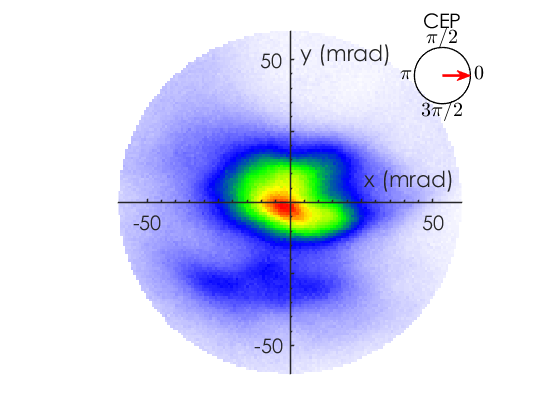 CEP
π/2
50 y (mrad)
π 0
3π/2
x (mrad)
-50 50
-50